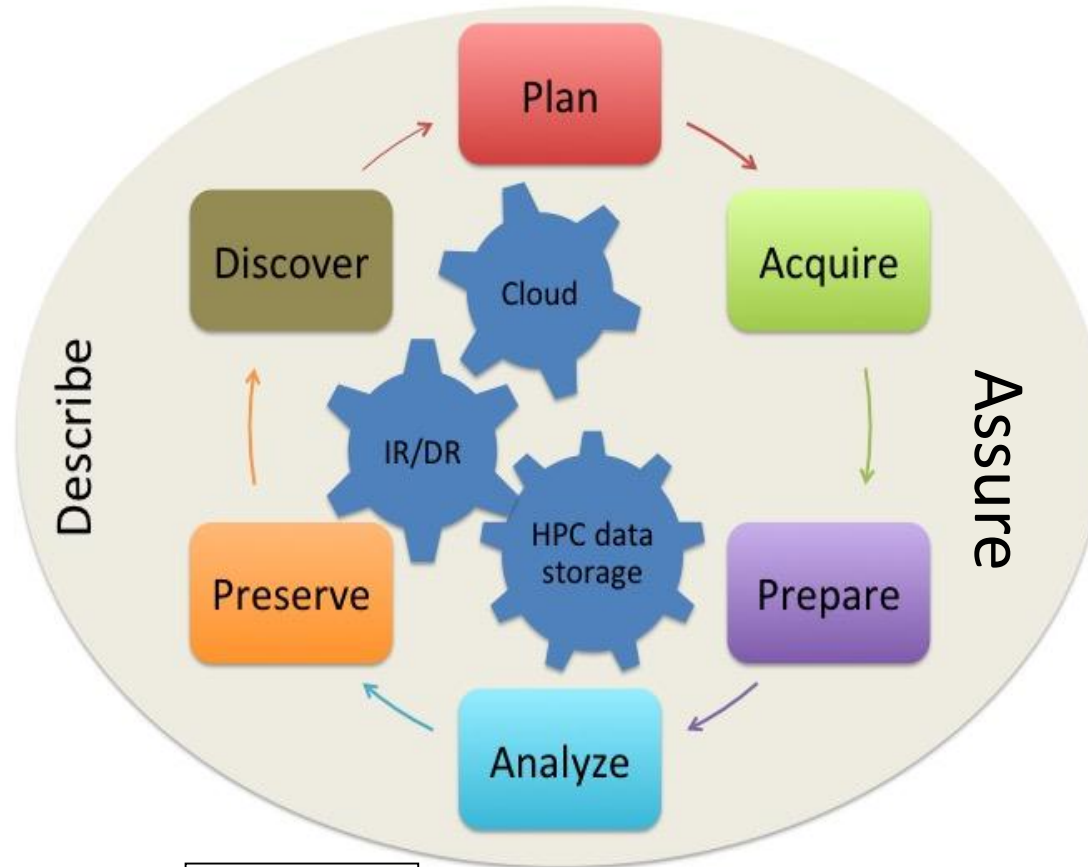 Plan
Discover
Acquire
Cloud
Describe
Assure
IR/DR
HPC data
storage
Preserve
Prepare
Analyze